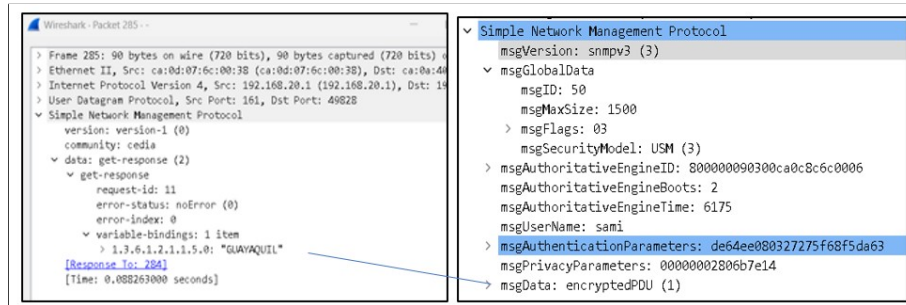 Wireshark - Packet 285 - -
> Frame 285: 90 bytes on wire (720 bits), 90 bytes captured (720 bits) o
> Ethernet II, Src: ca:0d:07:6c:00:38 (ca:0d:07:6c:00:38), Dst: ca:0a:40
> Internet Protocol Version 4, Src: 192.168.20.1 (192.168.20.1), Dst: 19
> User Datagram Protocol, Src Port: 161, Dst Port: 49828
Simple Network Management Protocol
version: version-1 (0)
community: cedia
data: get-response (2)
get-response
request-id: 11
error-status: noError (0)
error-index: 0
variable-bindings: 1 item
> 1.3.6.1.2.1.1.5.0: "GUAYAQUIL"
[Response To: 284]
[Time: 0.088263000 seconds]
Simple Network Management Protocol
msgVersion: snmpv3 (3)
msgGlobalData
msgID: 50
msgMaxSize: 1500
> msgFlags: 03
msgSecurityModel: USM (3)
> msgAuthoritativeEngineID: 800000090300ca0c8c6c0006
msgAuthoritativeEngineBoots: 2
msgAuthoritativeEngineTime: 6175
msgUserName: sami
> msgAuthenticationParameters: de64ee080327275f68f5da63
msgPrivacyParameters: 00000002806b7e14
> msgData: encryptedPDU (1)